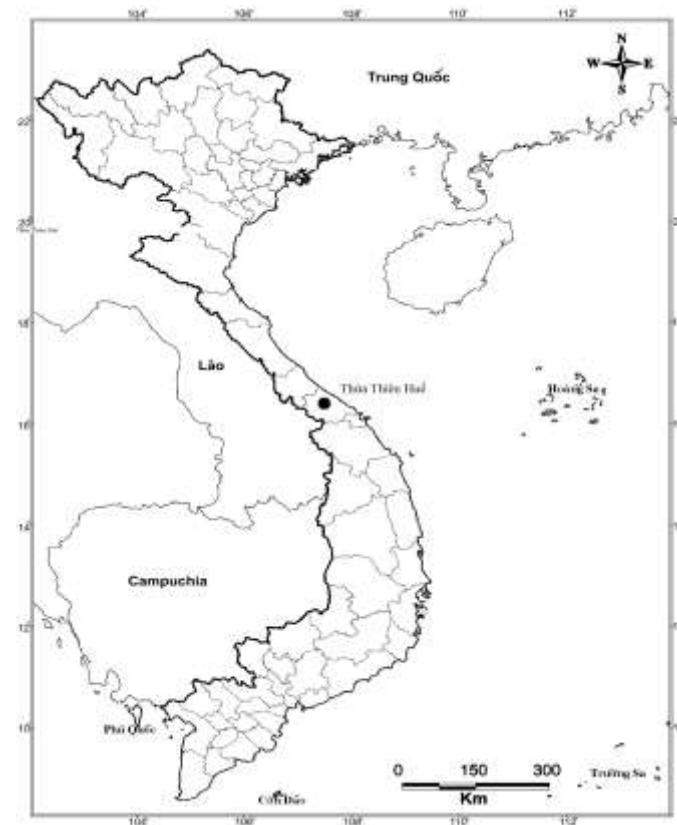 104° 106° 108° 110° 112°
N
Trung Quốc
W E
S
22
20
18
Lào
Thừa Thiên Huế
Hoàng Sa
16
14
Campuchia
12
10
Phú Quốc
0 150 300
Km
Trường Sa
Côn Đảo
104° 106° 108° 110° 112°